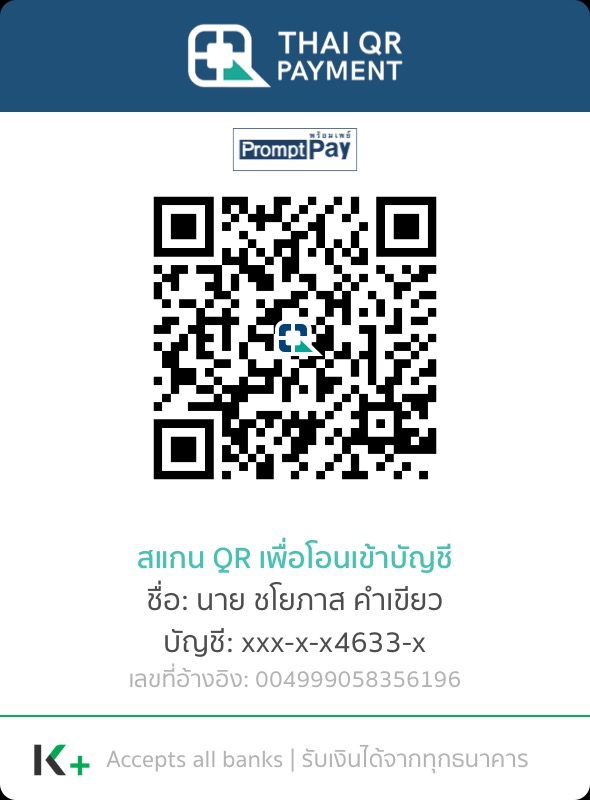 THAI QR
PAYMENT
พร้อมเพย์
PromptPay
สแกน QR เพื่อโอนเข้าบัญชี
ชื่อ: นาย ชโยภาส คำเขียว
บัญชี: xxx-x-x4633-x
เลขที่อ้างอิง: 004999058356196
K+ Accepts all banks | รับเงินได้จากทุกธนาคาร